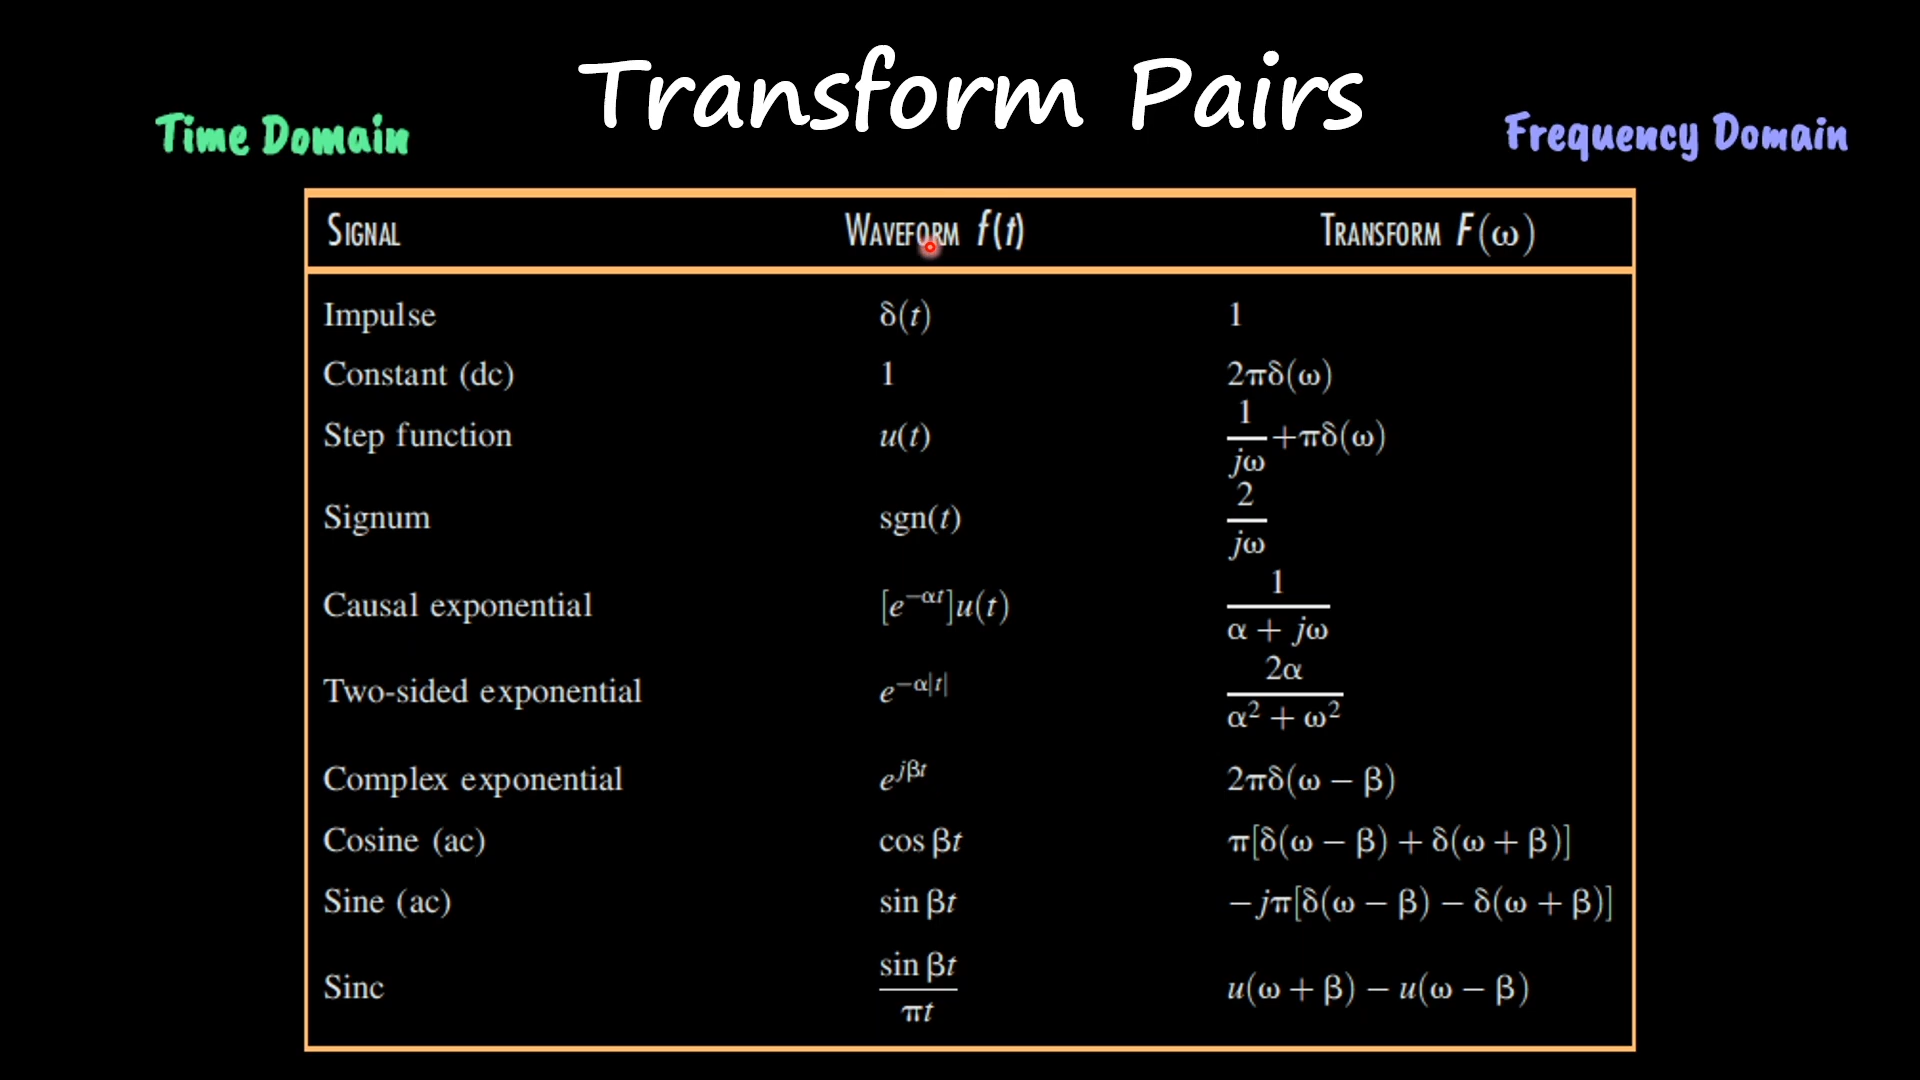 Transform Pairs
Time Domain
Frequency Domain
SIGNAL WAVEFORM f(t) TRANSFORM F(ω)
Impulse δ(t) 1
Constant (dc) 1 2πδ(ω)
Step function u(t) 1/jω +πδ(ω)
Signum sgn(t) 2/jω
Causal exponential [e^−αt]u(t) 1/(α + jω)
Two-sided exponential e^−α|t| 2α/(α² + ω²)
Complex exponential e^jβt 2πδ(ω − β)
Cosine (ac) cos βt π[δ(ω − β) + δ(ω + β)]
Sine (ac) sin βt −jπ[δ(ω − β) − δ(ω + β)]
Sinc sin βt/πt u(ω + β) − u(ω − β)